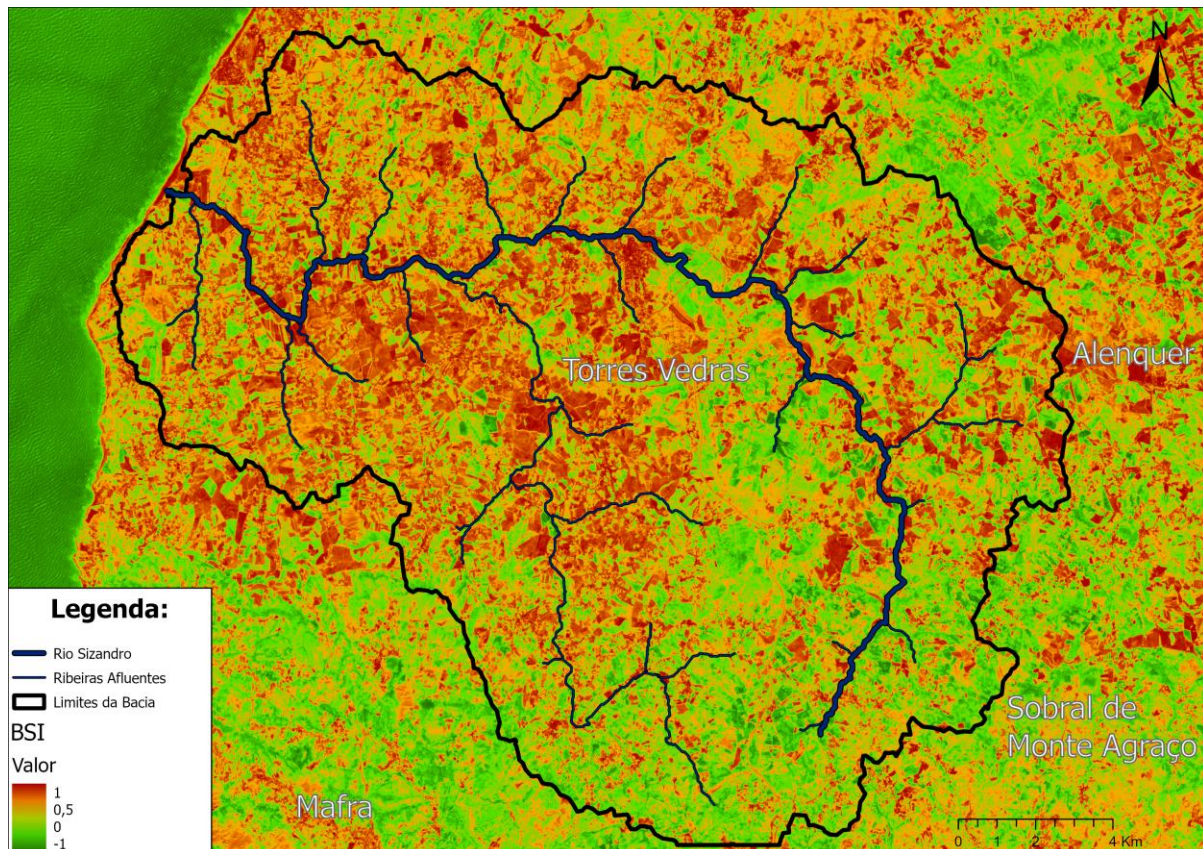 N
Torres Vedras
Alenquer
Sobral de
Monte Agraço
Mafra
Legenda:
Rio Sizandro
Ribeiras Afluentes
Limites da Bacia
BSI
Valor
1
0,5
0
-1
0 1 2 4 Km